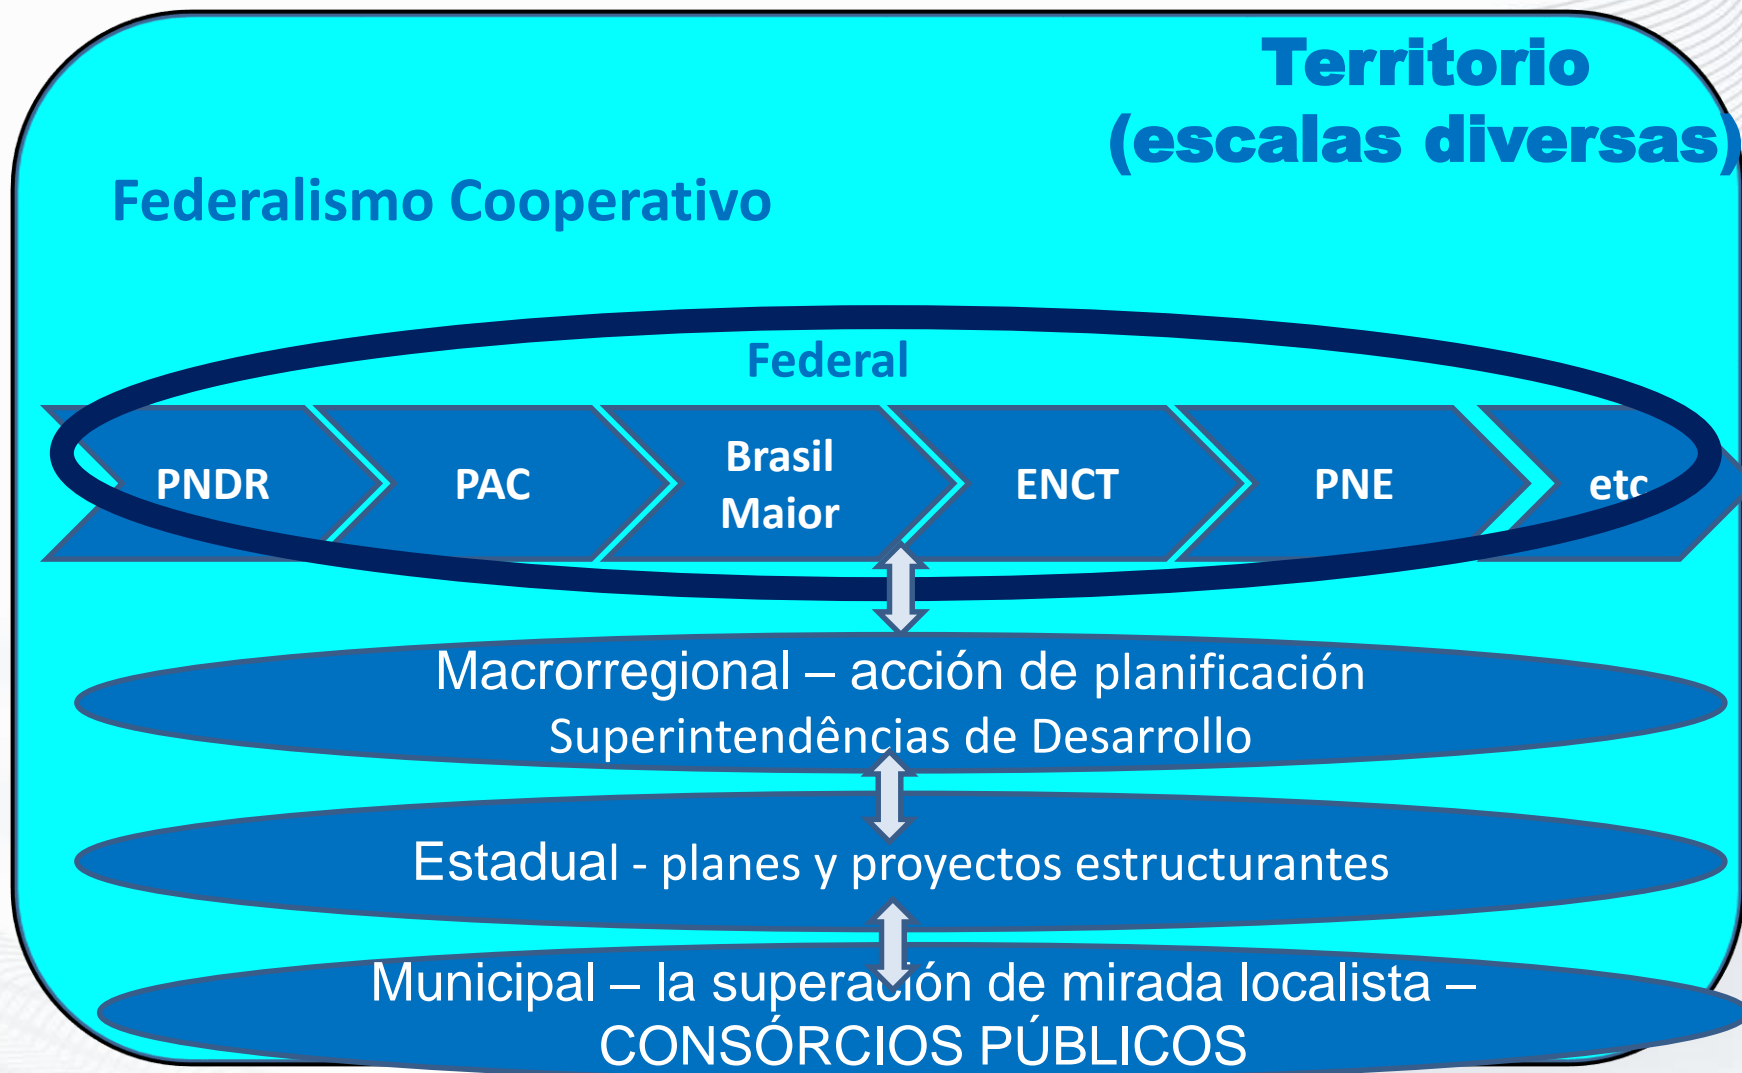 Territorio
(escalas diversas)
Federalismo Cooperativo
Federal
PNDR
PAC
Brasil
Maior
ENCT
PNE
etc
Macrorregional – acción de planificación
Superintendências de Desarrollo
Estadual - planes y proyectos estructurantes
Municipal – la superación de mirada localista –
CONSÓRCIOS PÚBLICOS